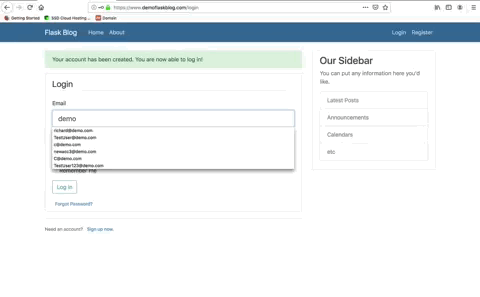 https://www.demoflaskblog.com/login
Getting Started
SSD Cloud Hosting...
Domain
Flask Blog
Home
About
Login
Register
Your account has been created. You are now able to log in!
Login
Email
demo
richard@demo.com
TestUser@demo.com
c@demo.com
newacc3@demo.com
C@demo.com
TestUser123@demo.com
Remember Me
Log in
Forgot Password?
Need an account? Sign up now.
Our Sidebar
You can put any information here you'd
like.
Latest Posts
Announcements
Calendars
etc